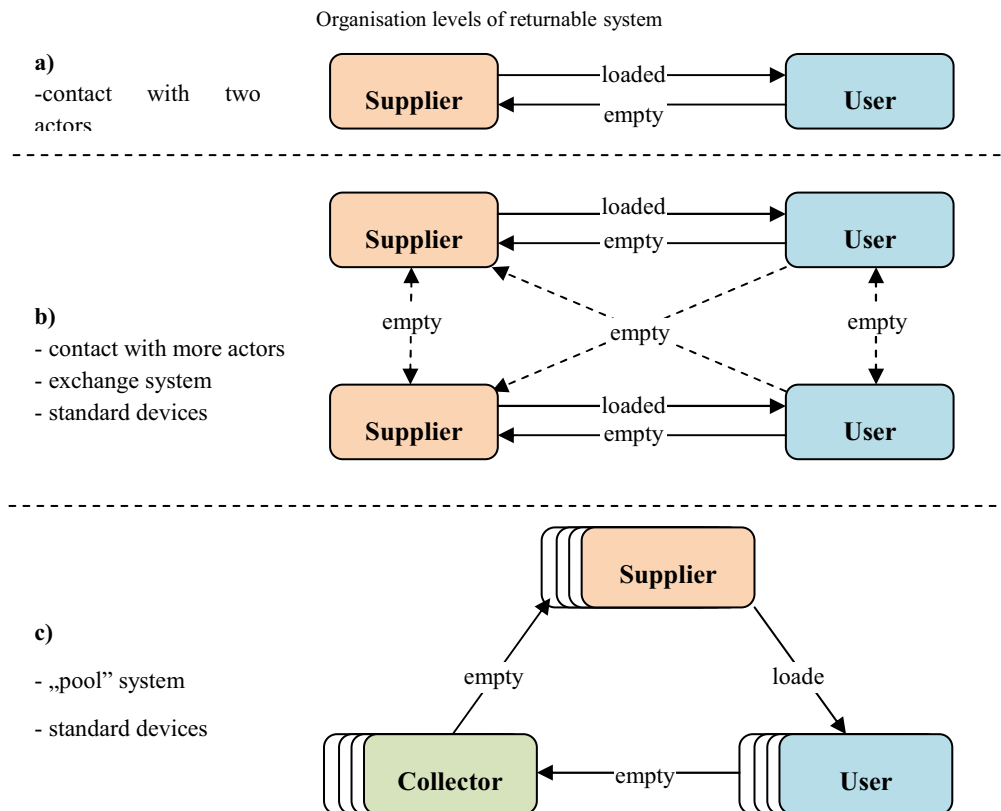 Organisation levels of returnable system
a)
-contact with two
actors
Supplier
loaded
empty
User
b)
- contact with more actors
- exchange system
- standard devices
Supplier
loaded
empty
User
empty
empty
empty
Supplier
loaded
empty
User
c)
- „pool” system
- standard devices
Supplier
empty
loade
Collector
empty
User